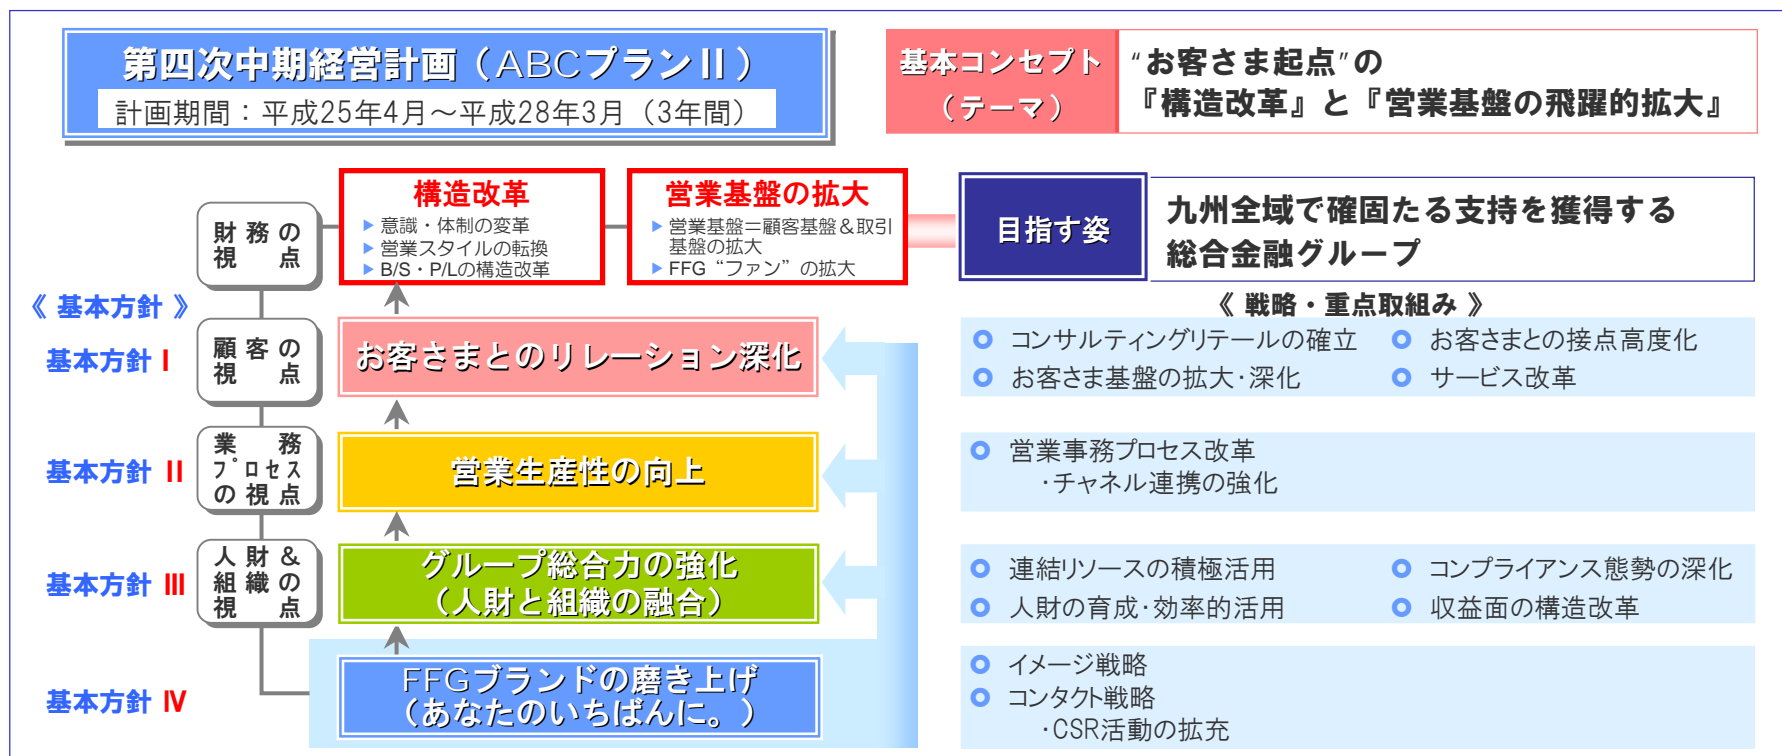 第四次中期経営計画（ABCプランⅡ）
計画期間：平成25年4月～平成28年3月（3年間）
基本コンセプト
（テーマ）
“お客さま起点”の
『構造改革』と『営業基盤の飛躍的拡大』
財務の
視点
構造改革
意識・体制の変革
営業スタイルの転換
B/S・P/Lの構造改革
営業基盤の拡大
営業基盤＝顧客基盤＆取引
基盤の拡大
FFG“ファン”の拡大
目指す姿
九州全域で確固たる支持を獲得する
総合金融グループ
《 基本方針 》
《 戦略・重点取組み 》
基本方針 Ⅰ
顧客の
視点
お客さまとのリレーション深化
コンサルティングリテールの確立
お客さまとの接点高度化
お客さま基盤の拡大・深化
サービス改革
基本方針 Ⅱ
業務
プロセス
の視点
営業生産性の向上
営業事務プロセス改革
・チャネル連携の強化
基本方針 Ⅲ
人財＆
組織の
視点
グループ総合力の強化
（人財と組織の融合）
連結リソースの積極活用
コンプライアンス態勢の深化
人財の育成・効率的活用
収益面の構造改革
基本方針 Ⅳ
FFGブランドの磨き上げ
（あなたのいちばんに。）
イメージ戦略
コンタクト戦略
・CSR活動の拡充